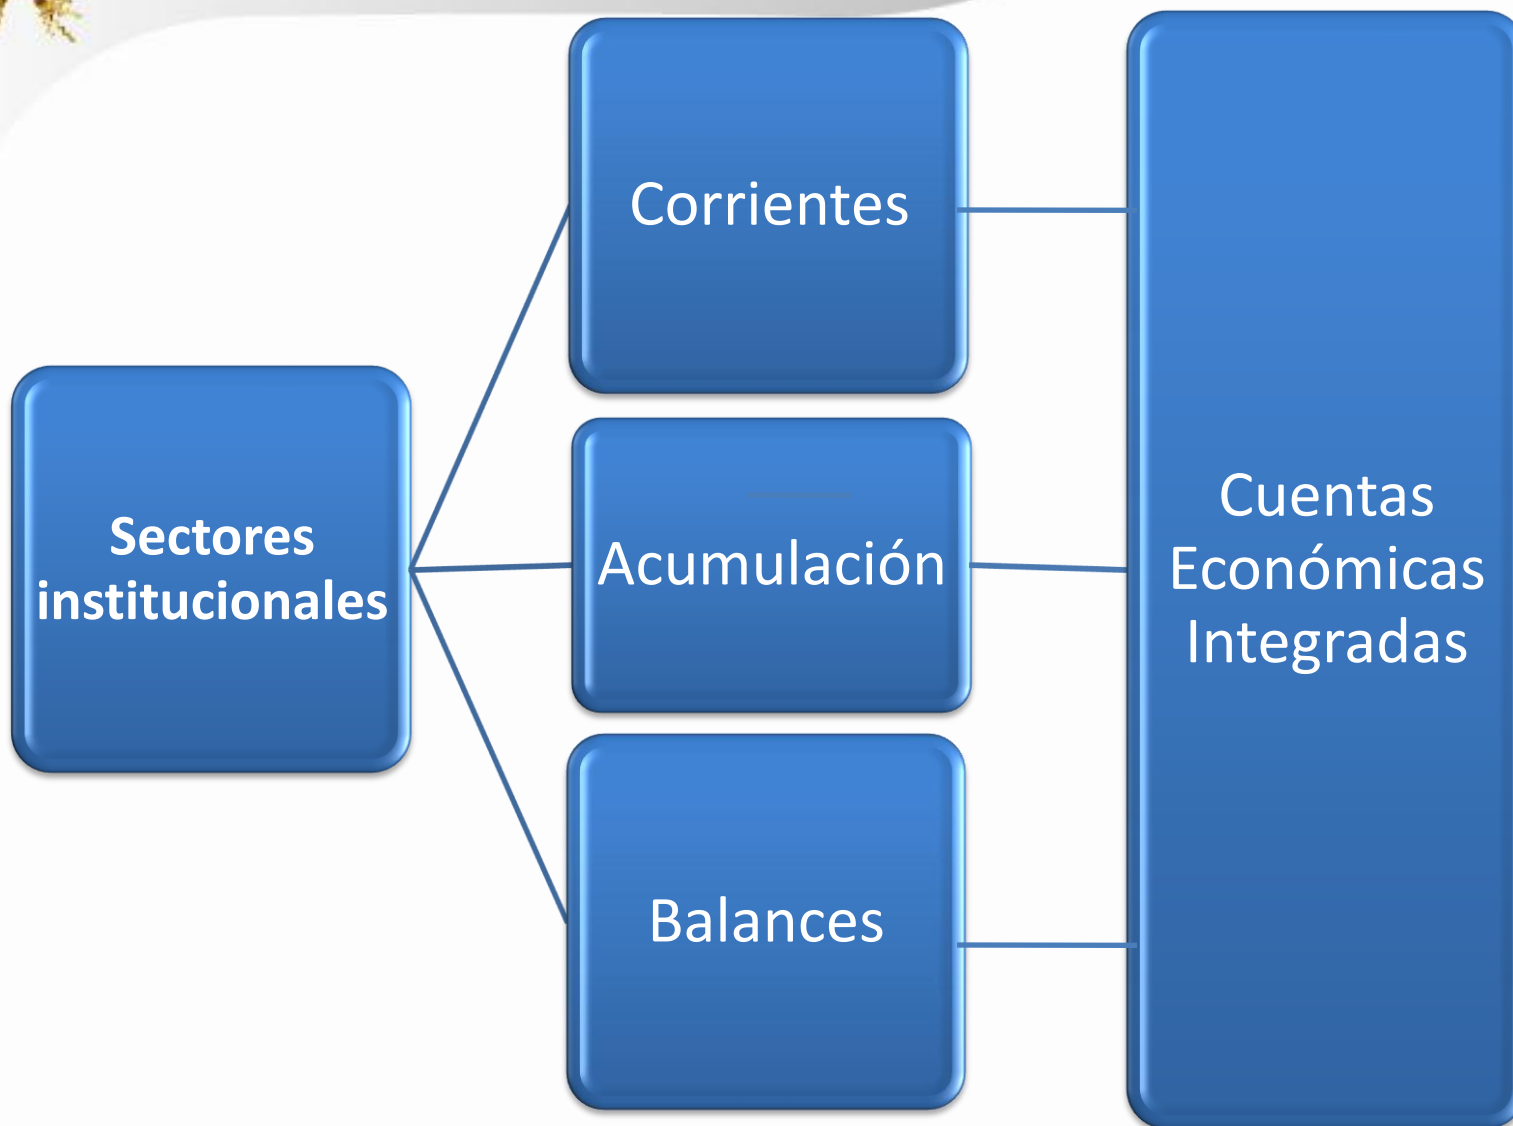 Sectores
institucionales
Corrientes
Acumulación
Balances
Cuentas
Económicas
Integradas